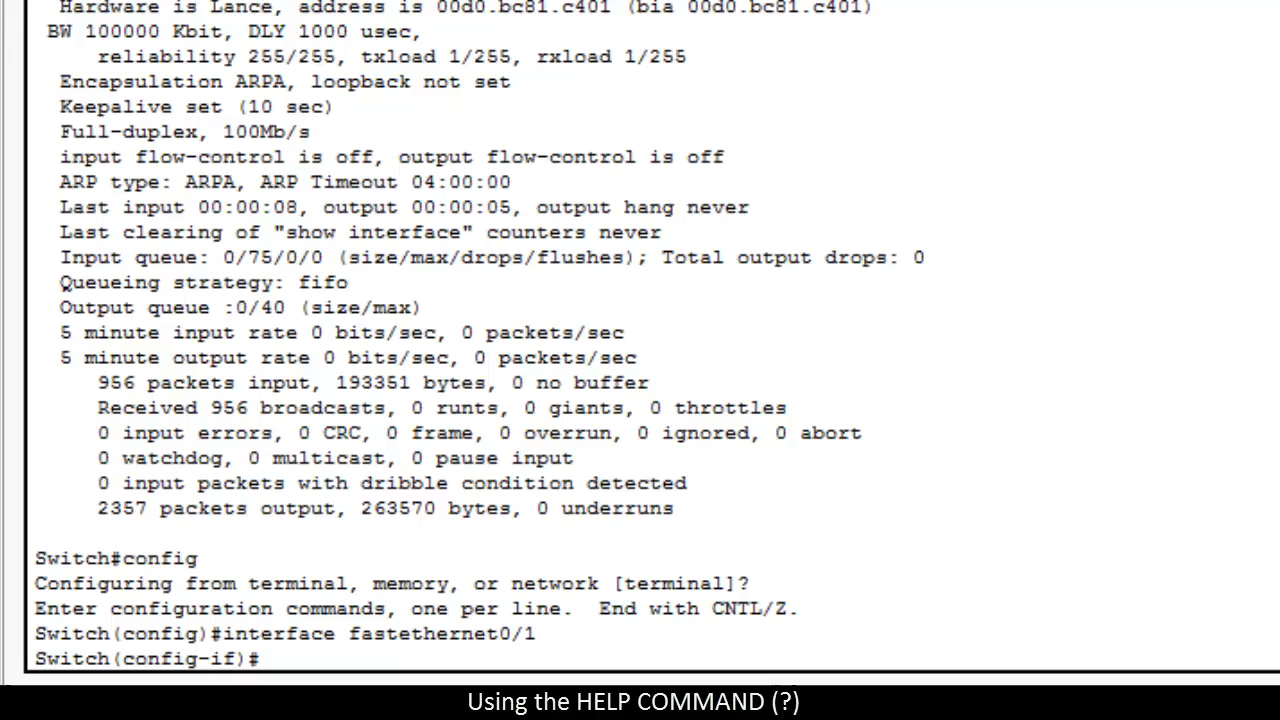 Hardware is Lance, address is 00d0.bc81.c401 (bia 00d0.bc81.c401)
BW 100000 Kbit, DLY 1000 usec,
reliability 255/255, txload 1/255, rxload 1/255
Encapsulation ARPA, loopback not set
Keepalive set (10 sec)
Full-duplex, 100Mb/s
input flow-control is off, output flow-control is off
ARP type: ARPA, ARP Timeout 04:00:00
Last input 00:00:08, output 00:00:05, output hang never
Last clearing of "show interface" counters never
Input queue: 0/75/0/0 (size/max/drops/flushes); Total output drops: 0
Queueing strategy: fifo
Output queue :0/40 (size/max)
5 minute input rate 0 bits/sec, 0 packets/sec
5 minute output rate 0 bits/sec, 0 packets/sec
956 packets input, 193351 bytes, 0 no buffer
Received 956 broadcasts, 0 runts, 0 giants, 0 throttles
0 input errors, 0 CRC, 0 frame, 0 overrun, 0 ignored, 0 abort
0 watchdog, 0 multicast, 0 pause input
0 input packets with dribble condition detected
2357 packets output, 263570 bytes, 0 underruns
Switch#config
Configuring from terminal, memory, or network [terminal]?
Enter configuration commands, one per line.  End with CNTL/Z.
Switch(config)#interface fastethernet0/1
Switch(config-if)#
Using the HELP COMMAND (?)